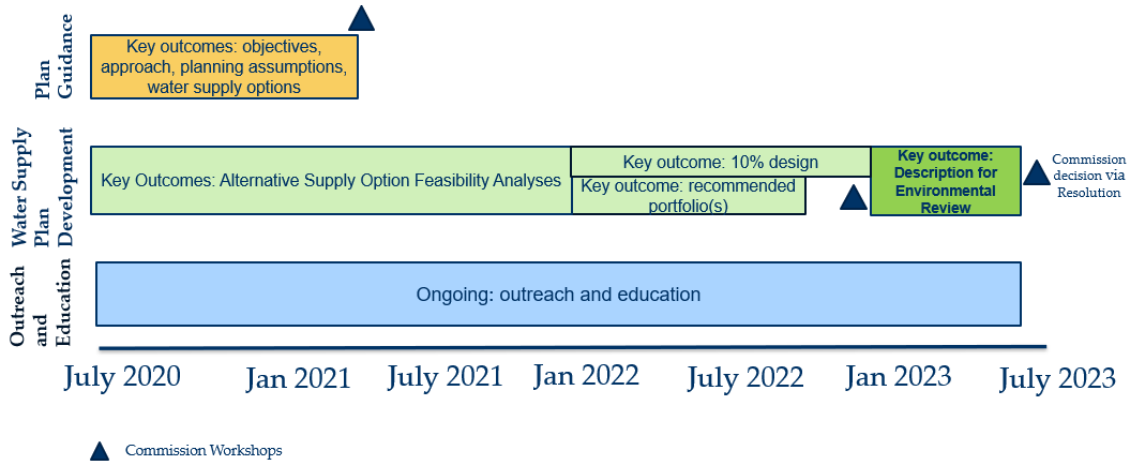 Plan
Guidance
Key outcomes: objectives,
approach, planning assumptions,
water supply options
Water Supply
Plan
Development
Key Outcomes: Alternative Supply Option Feasibility Analyses
Key outcome: 10% design
Key outcome: recommended
portfolio(s)
Key outcome:
Description for
Environmental
Review
Commission
decision via
Resolution
Outreach
and
Education
Ongoing: outreach and education
July 2020
Jan 2021
July 2021
Jan 2022
July 2022
Jan 2023
July 2023
Commission Workshops